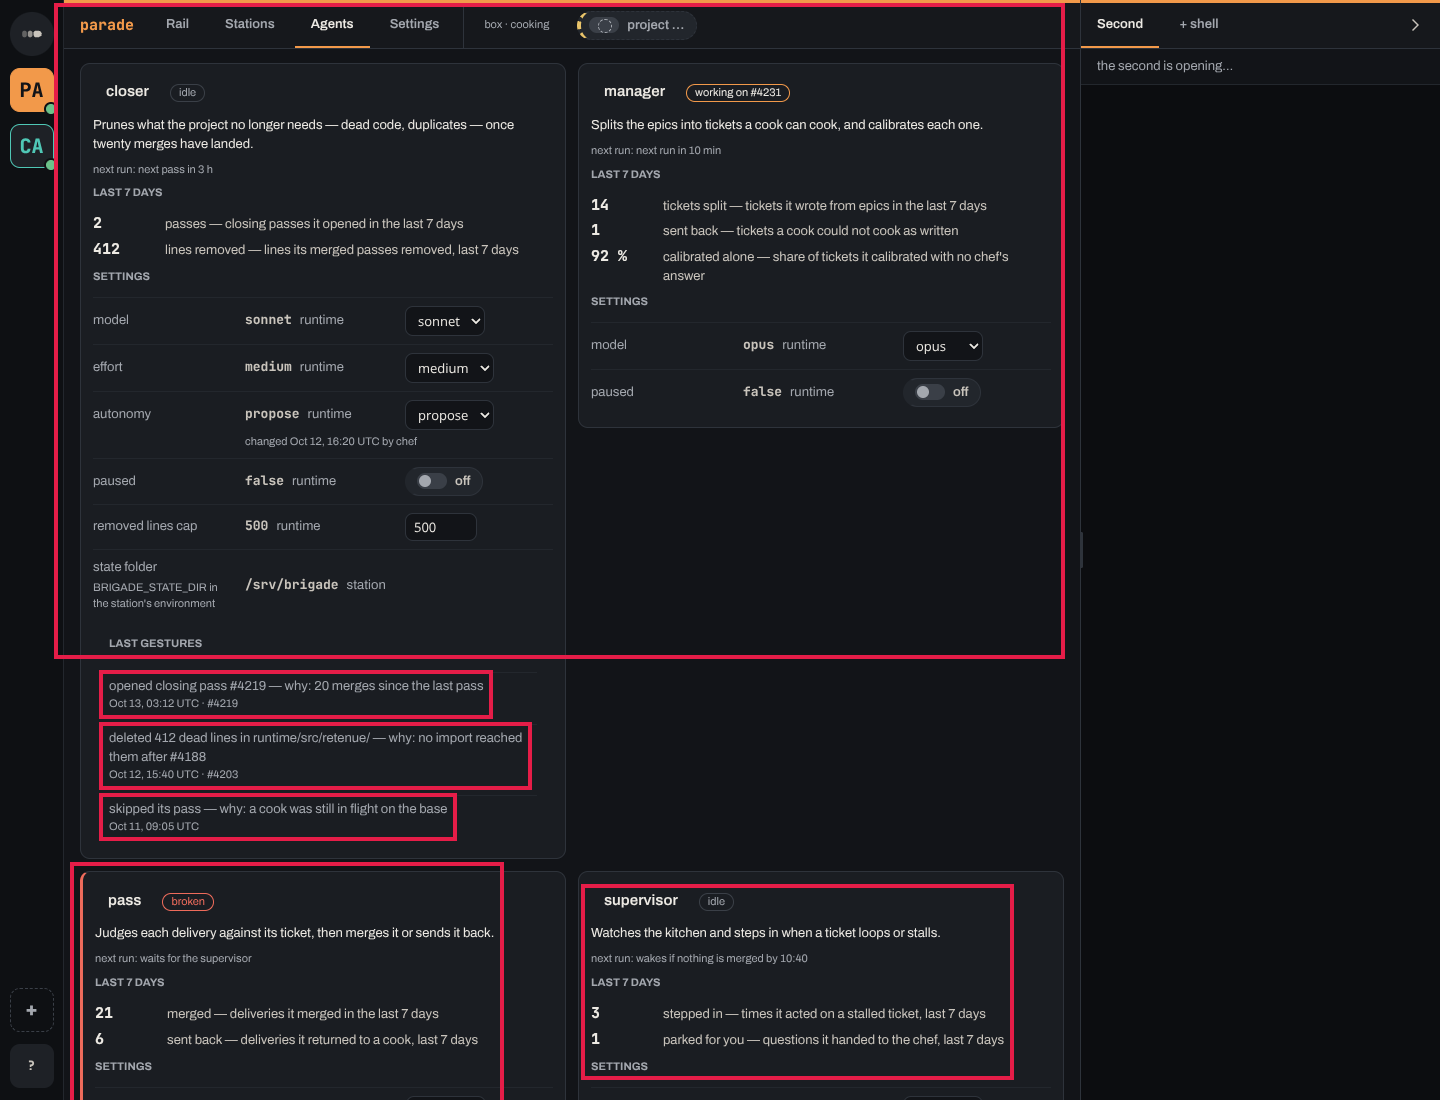 parade Rail Stations Agents Settings box · cooking project ... Second + shell
the second is opening...
PA
CA
closer idle
Prunes what the project no longer needs — dead code, duplicates — once
twenty merges have landed.
next run: next pass in 3 h
LAST 7 DAYS
2 passes — closing passes it opened in the last 7 days
412 lines removed — lines its merged passes removed, last 7 days
SETTINGS
model sonnet runtime sonnet
effort medium runtime medium
autonomy propose runtime propose
changed Oct 12, 16:20 UTC by chef
paused false runtime off
removed lines cap 500 runtime 500
state folder
BRIGADE_STATE_DIR in
the station's environment
/srv/brigade station
LAST GESTURES
opened closing pass #4219 — why: 20 merges since the last pass
Oct 13, 03:12 UTC · #4219
deleted 412 dead lines in runtime/src/retenue/ — why: no import reached
them after #4188
Oct 12, 15:40 UTC · #4203
skipped its pass — why: a cook was still in flight on the base
Oct 11, 09:05 UTC
manager working on #4231
Splits the epics into tickets a cook can cook, and calibrates each one.
next run: next run in 10 min
LAST 7 DAYS
14 tickets split — tickets it wrote from epics in the last 7 days
1 sent back — tickets a cook could not cook as written
92 % calibrated alone — share of tickets it calibrated with no chef's
answer
SETTINGS
model opus runtime opus
paused false runtime off
pass broken
Judges each delivery against its ticket, then merges it or sends it back.
next run: waits for the supervisor
LAST 7 DAYS
21 merged — deliveries it merged in the last 7 days
6 sent back — deliveries it returned to a cook, last 7 days
SETTINGS
supervisor idle
Watches the kitchen and steps in when a ticket loops or stalls.
next run: wakes if nothing is merged by 10:40
LAST 7 DAYS
3 stepped in — times it acted on a stalled ticket, last 7 days
1 parked for you — questions it handed to the chef, last 7 days
SETTINGS
+
?